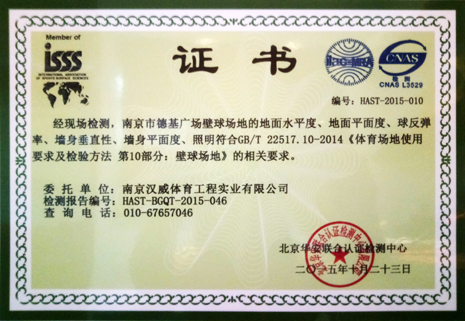 Member of
isss
INTERNATIONAL ASSOCIATION
OF SPORTS SURFACE SCIENCES
证书
ilac-MRA
CNAS
检测
CNAS L3529
编号：HAST-2015-010
经现场检测，南京市德基广场壁球场地的地面水平度、地面平面度、球反弹
率、墙身垂直性、墙身平面度、照明符合GB/T 22517.10-2014《体育场地使用
要求及检验方法 第10部分：壁球场地》的相关要求。
委托单位：南京汉威体育工程实业有限公司
检测报告编号：HAST-BGQT-2015-046
查询电话：010-67657046
北京华安联合认证检测中心
二〇一五年十月二十三日